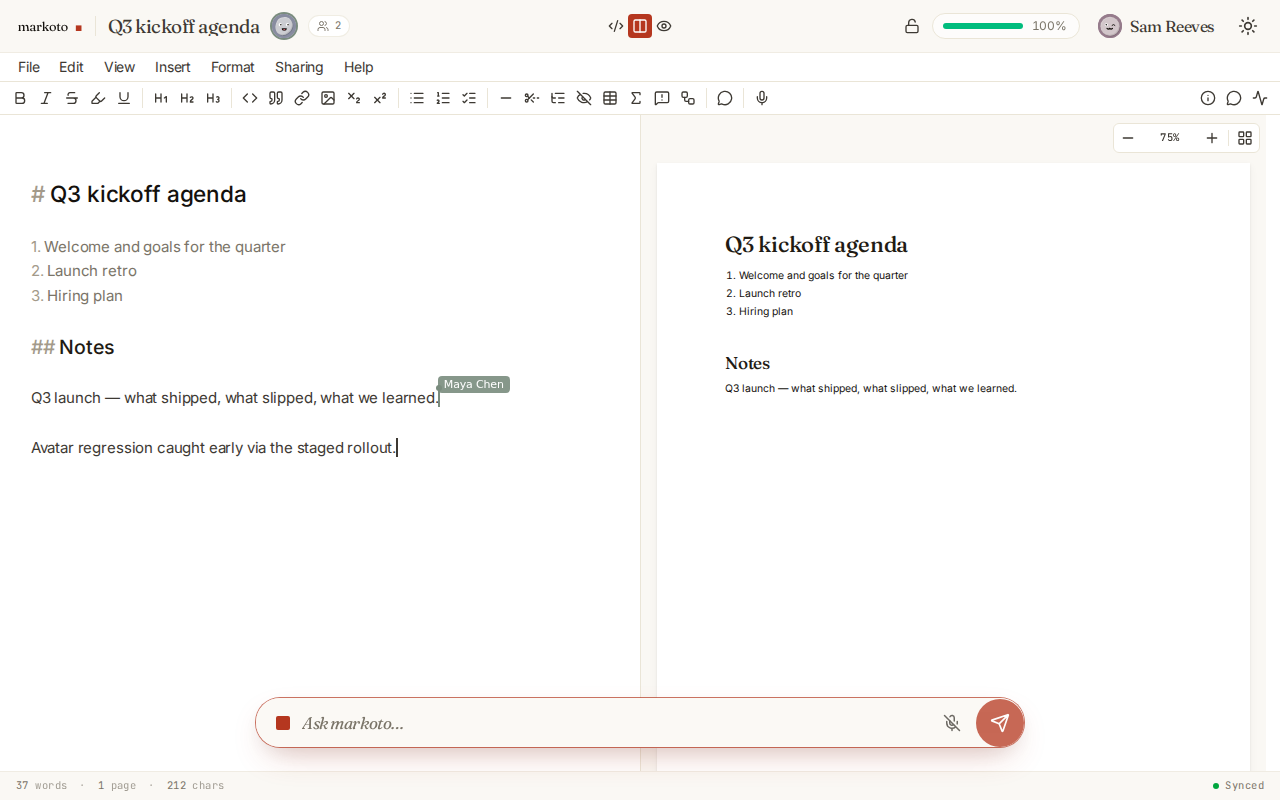 markoto
Q3 kickoff agenda
2
100%
Sam Reeves
File Edit View Insert Format Sharing Help
H1 H2 H3
75%
# Q3 kickoff agenda
1. Welcome and goals for the quarter
2. Launch retro
3. Hiring plan
## Notes
Maya Chen
Q3 launch — what shipped, what slipped, what we learned.
Avatar regression caught early via the staged rollout.
Q3 kickoff agenda
1. Welcome and goals for the quarter
2. Launch retro
3. Hiring plan
Notes
Q3 launch — what shipped, what slipped, what we learned.
Ask markoto...
37 words · 1 page · 212 chars
Synced